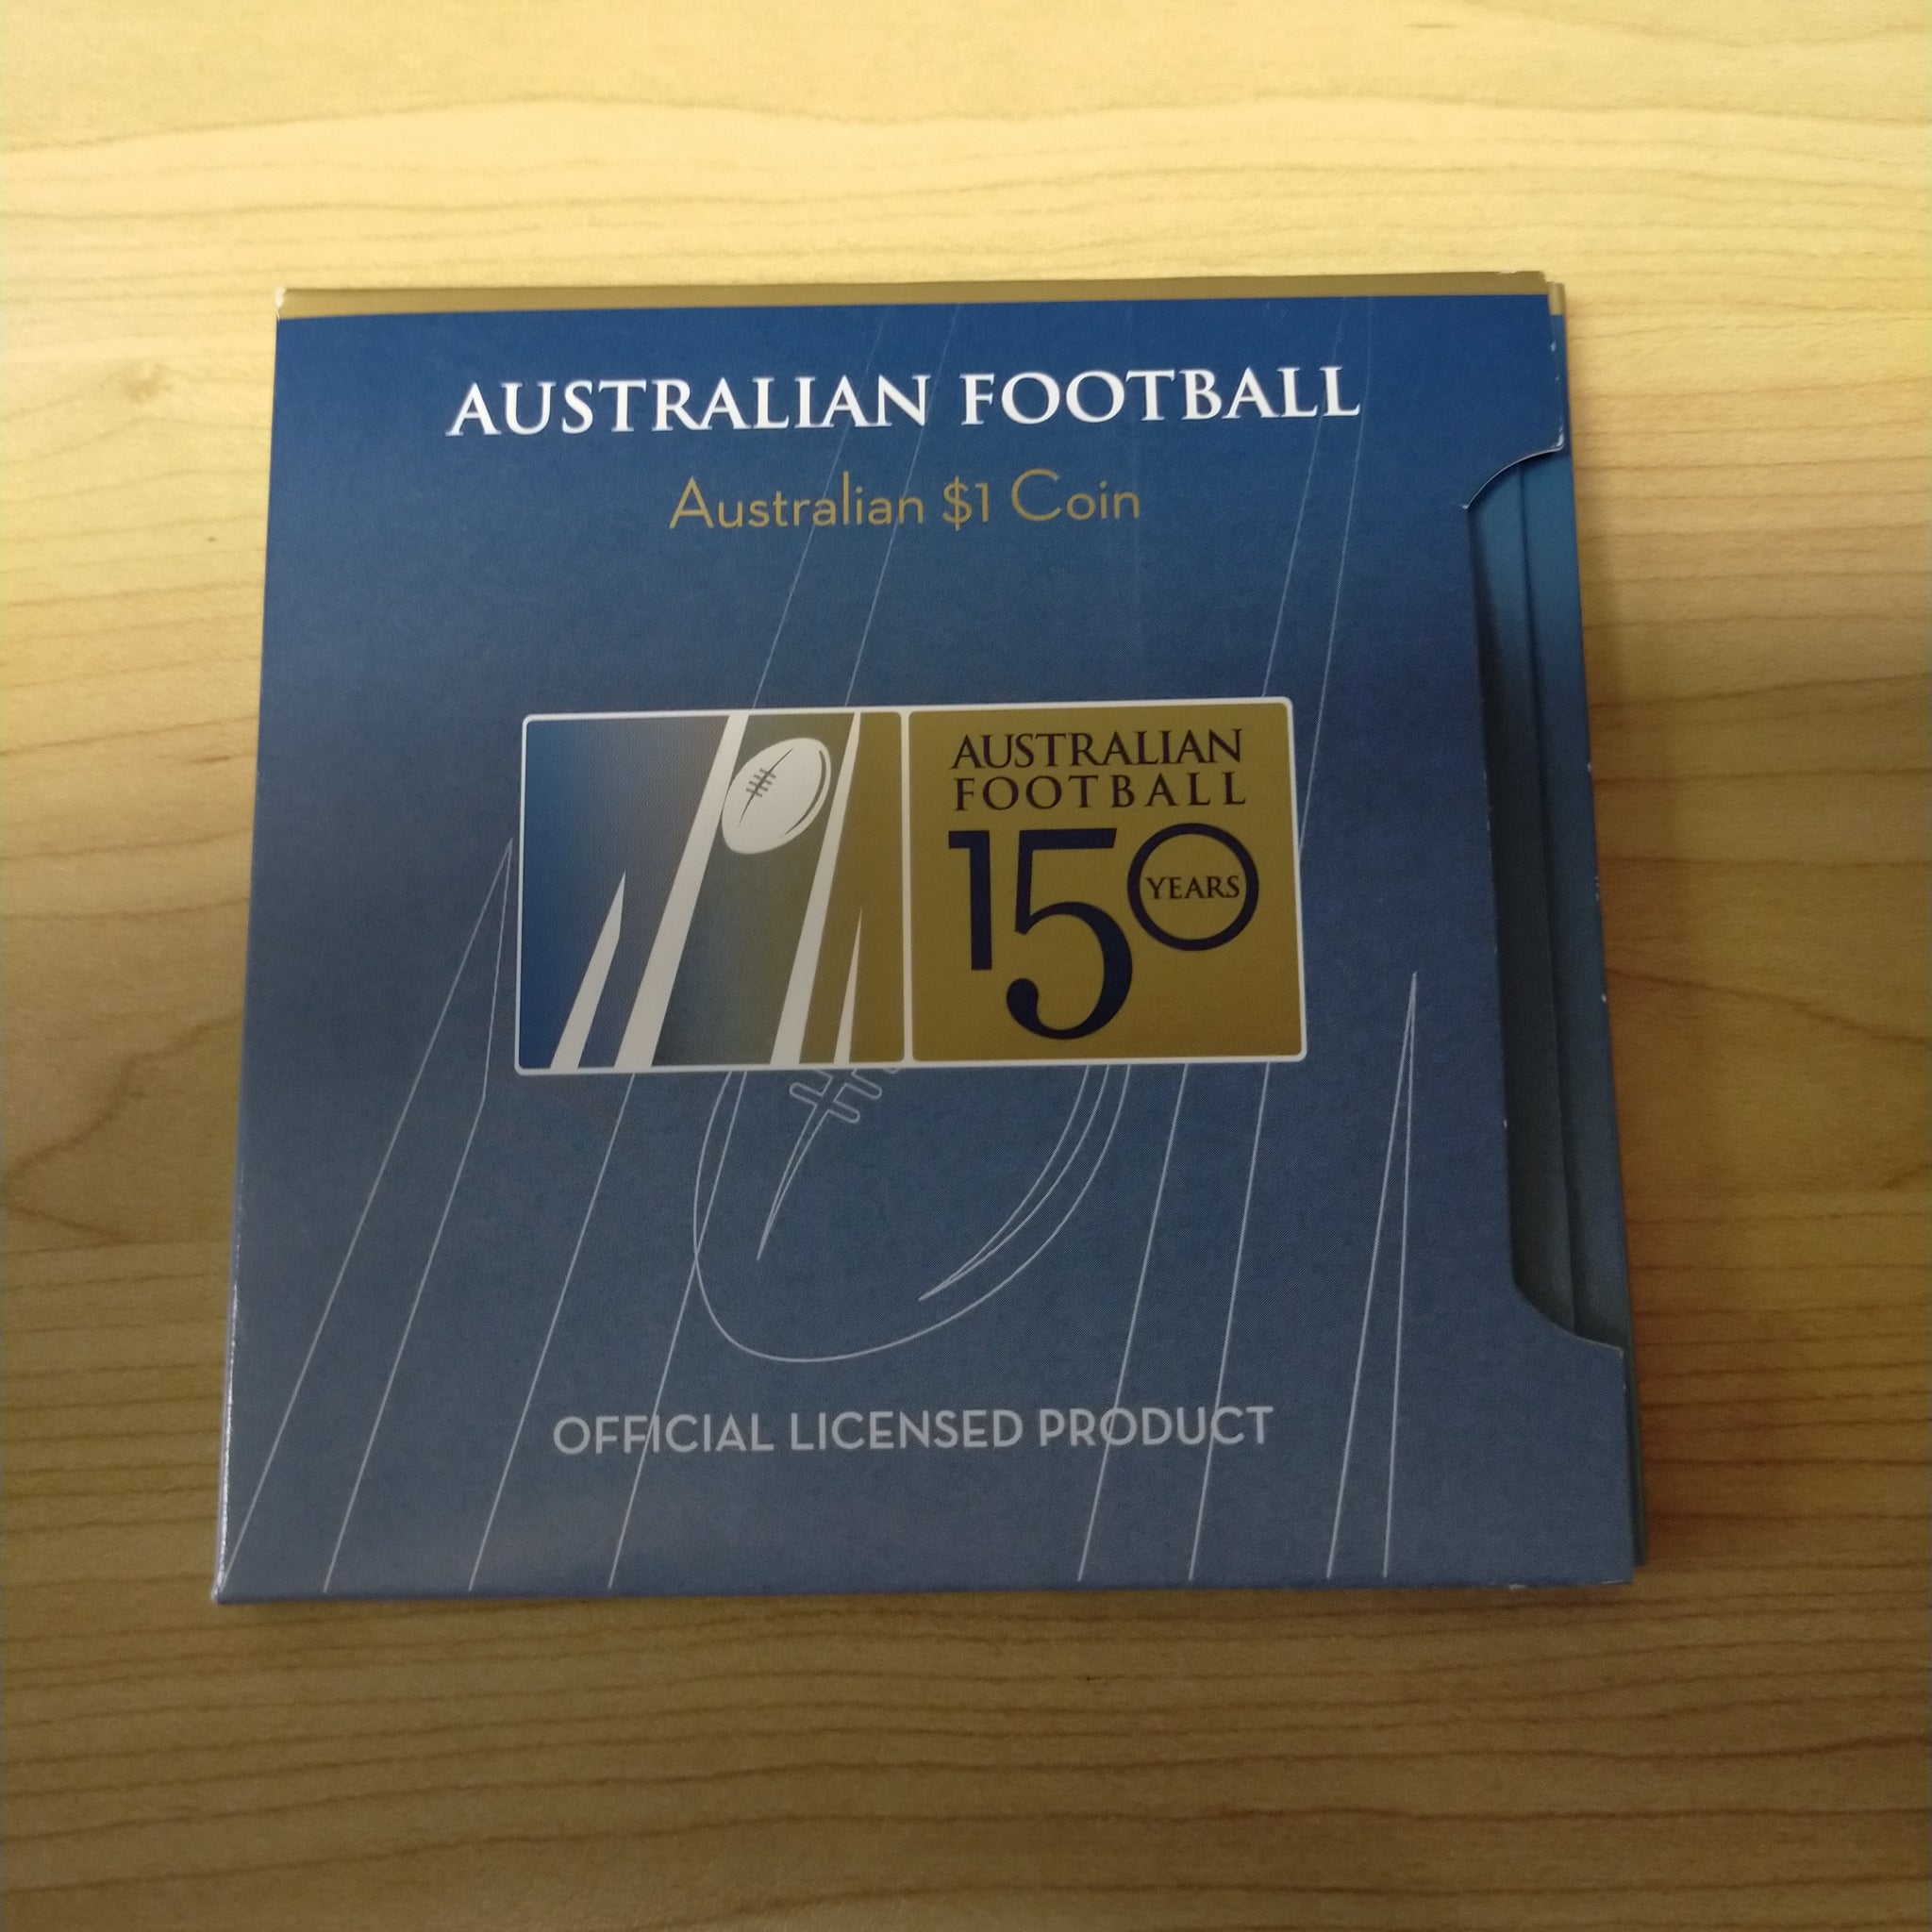 AUSTRALIAN FOOTBALL
Australian $1 Coin
AUSTRALIAN
FOOTBALL
150
YEARS
OFFICIAL LICENSED PRODUCT